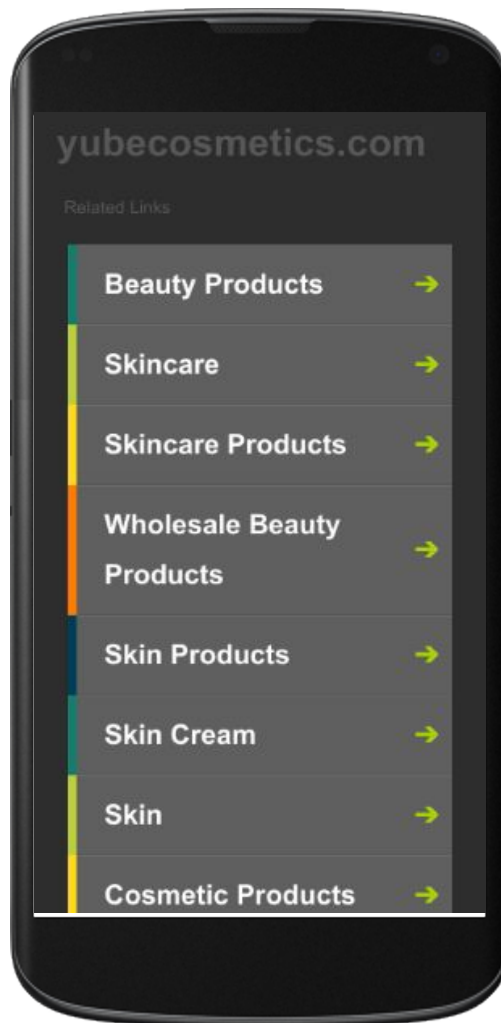 yubecosmetics.com
Related Links
Beauty Products
Skincare
Skincare Products
Wholesale Beauty
Products
Skin Products
Skin Cream
Skin
Cosmetic Products